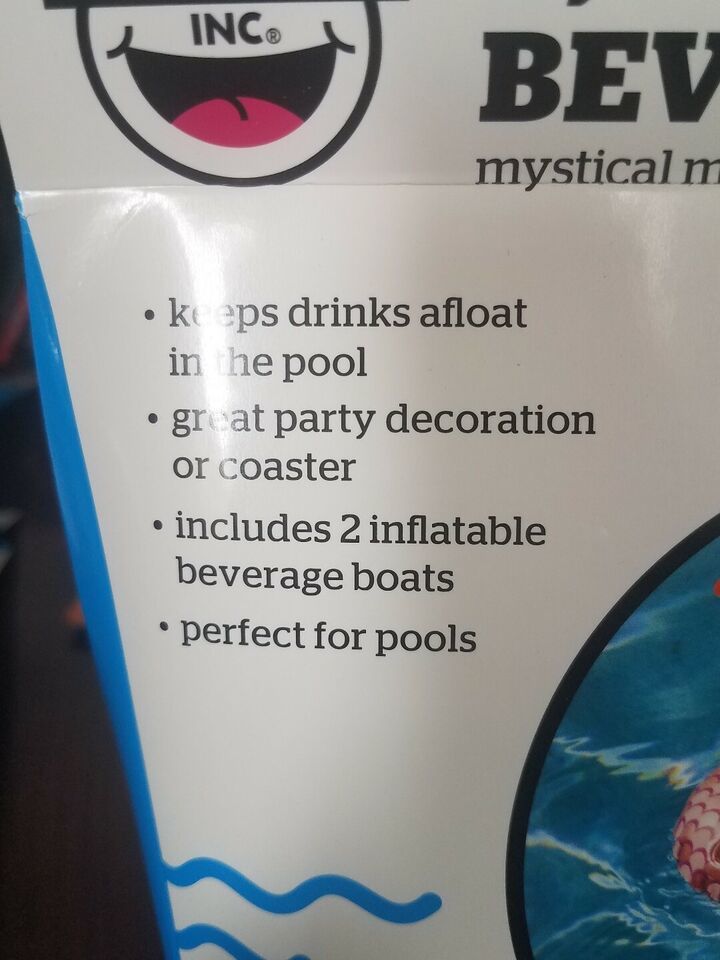 INC®
BEV
mystical m
• keeps drinks afloat
in the pool
• great party decoration
or coaster
• includes 2 inflatable
beverage boats
• perfect for pools